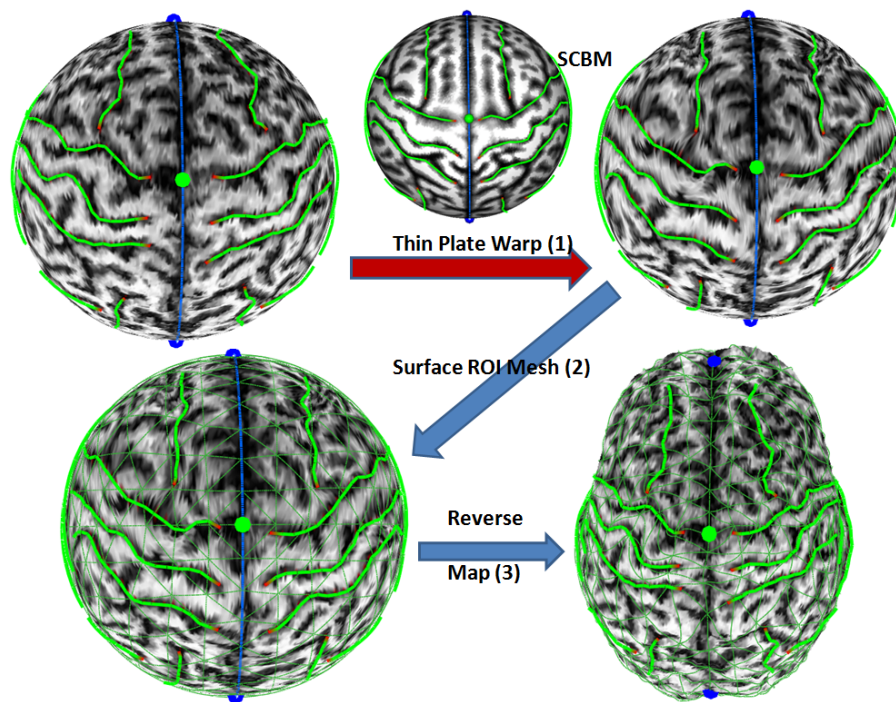 SCBM
Thin Plate Warp (1)
Surface ROI Mesh (2)
Reverse
Map (3)